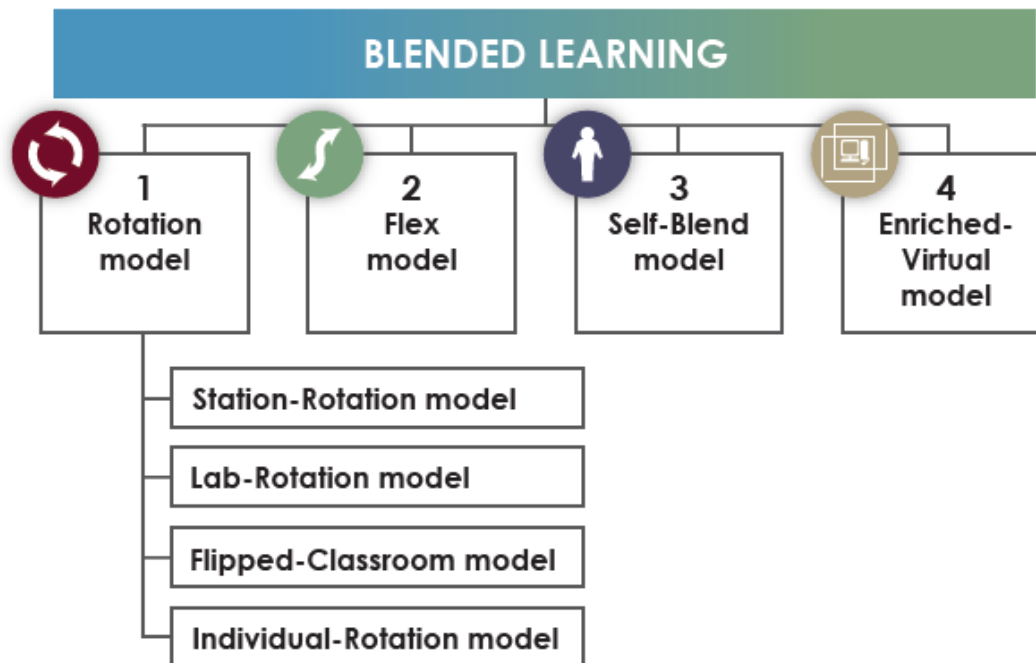 BLENDED LEARNING
1
Rotation
model
2
Flex
model
3
Self-Blend
model
4
Enriched-
Virtual
model
Station-Rotation model
Lab-Rotation model
Flipped-Classroom model
Individual-Rotation model